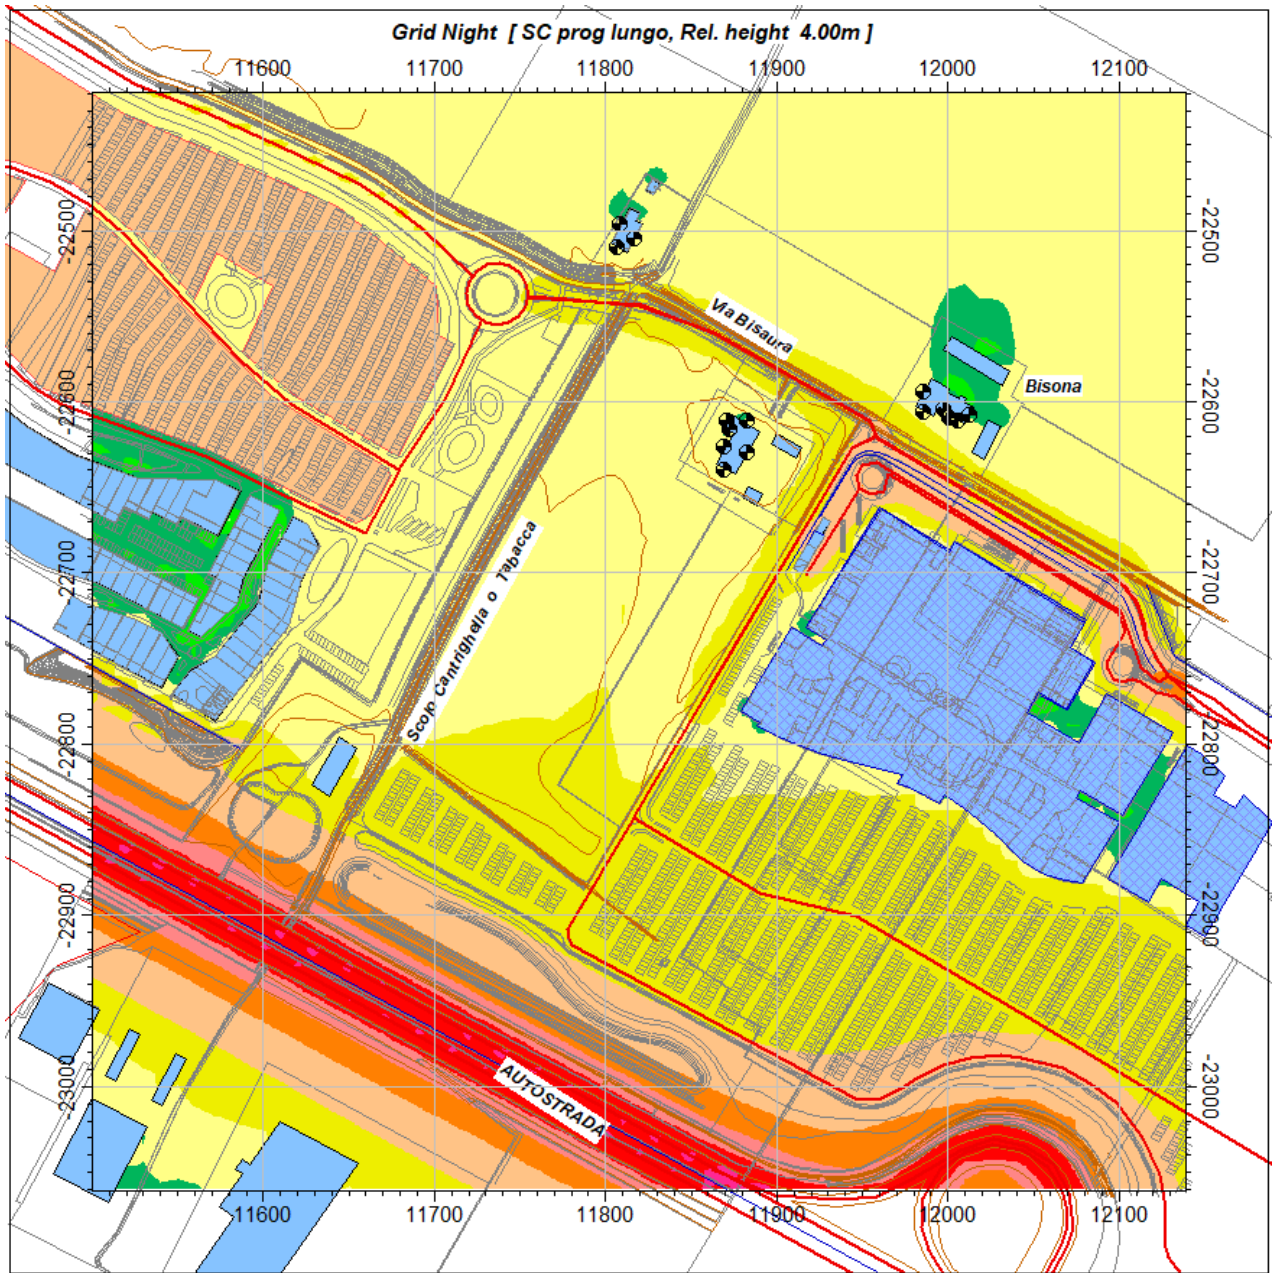 Grid Night [ SC prog lungo, Rel. height 4.00m ]
11600 11700 11800 11900 12000 12100
-22500 -22500
Via Bisaura
Bisona
-22600 -22600
-22700 -22700
Scolo Cantrighella o Tabacca
-22800 -22800
-22900 -22900
-23000 -23000
AUTOSTRADA
11600 11700 11800 11900 12000 12100